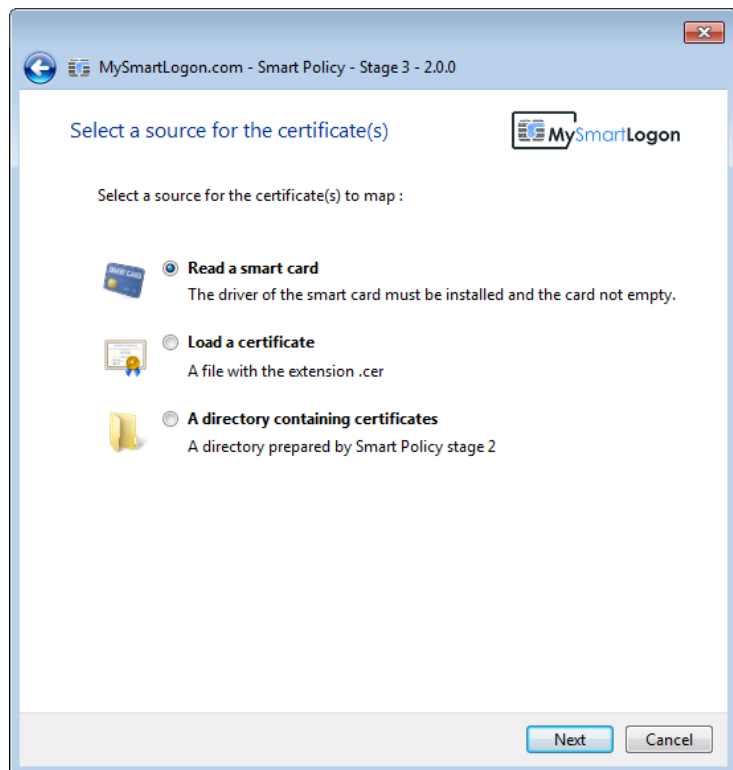 MySmartLogon.com - Smart Policy - Stage 3 - 2.0.0
Select a source for the certificate(s)
MySmartLogon
Select a source for the certificate(s) to map :
SMART CARD
Read a smart card
The driver of the smart card must be installed and the card not empty.
Load a certificate
A file with the extension .cer
A directory containing certificates
A directory prepared by Smart Policy stage 2
Next
Cancel